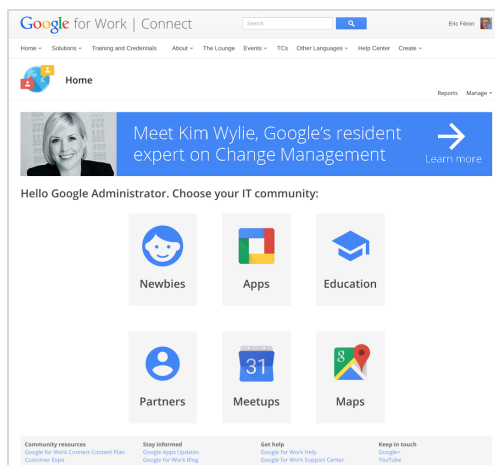 Google for Work | Connect
Search
Eric Féron
Home Solutions Training and Credentials About The Lounge Events TCs Other Languages Help Center Create
Home
Reports Manage
Meet Kim Wylie, Google's resident
expert on Change Management
Learn more
Hello Google Administrator. Choose your IT community:
Newbies Apps Education
31
8
Partners Meetups Maps
Community resources Stay informed Get help Keep in touch
Google for Work Connect Content Plan Google Apps Updates Google for Work Help Google+
Customer Expo Google for Work Blog Google for Work Support Center YouTube